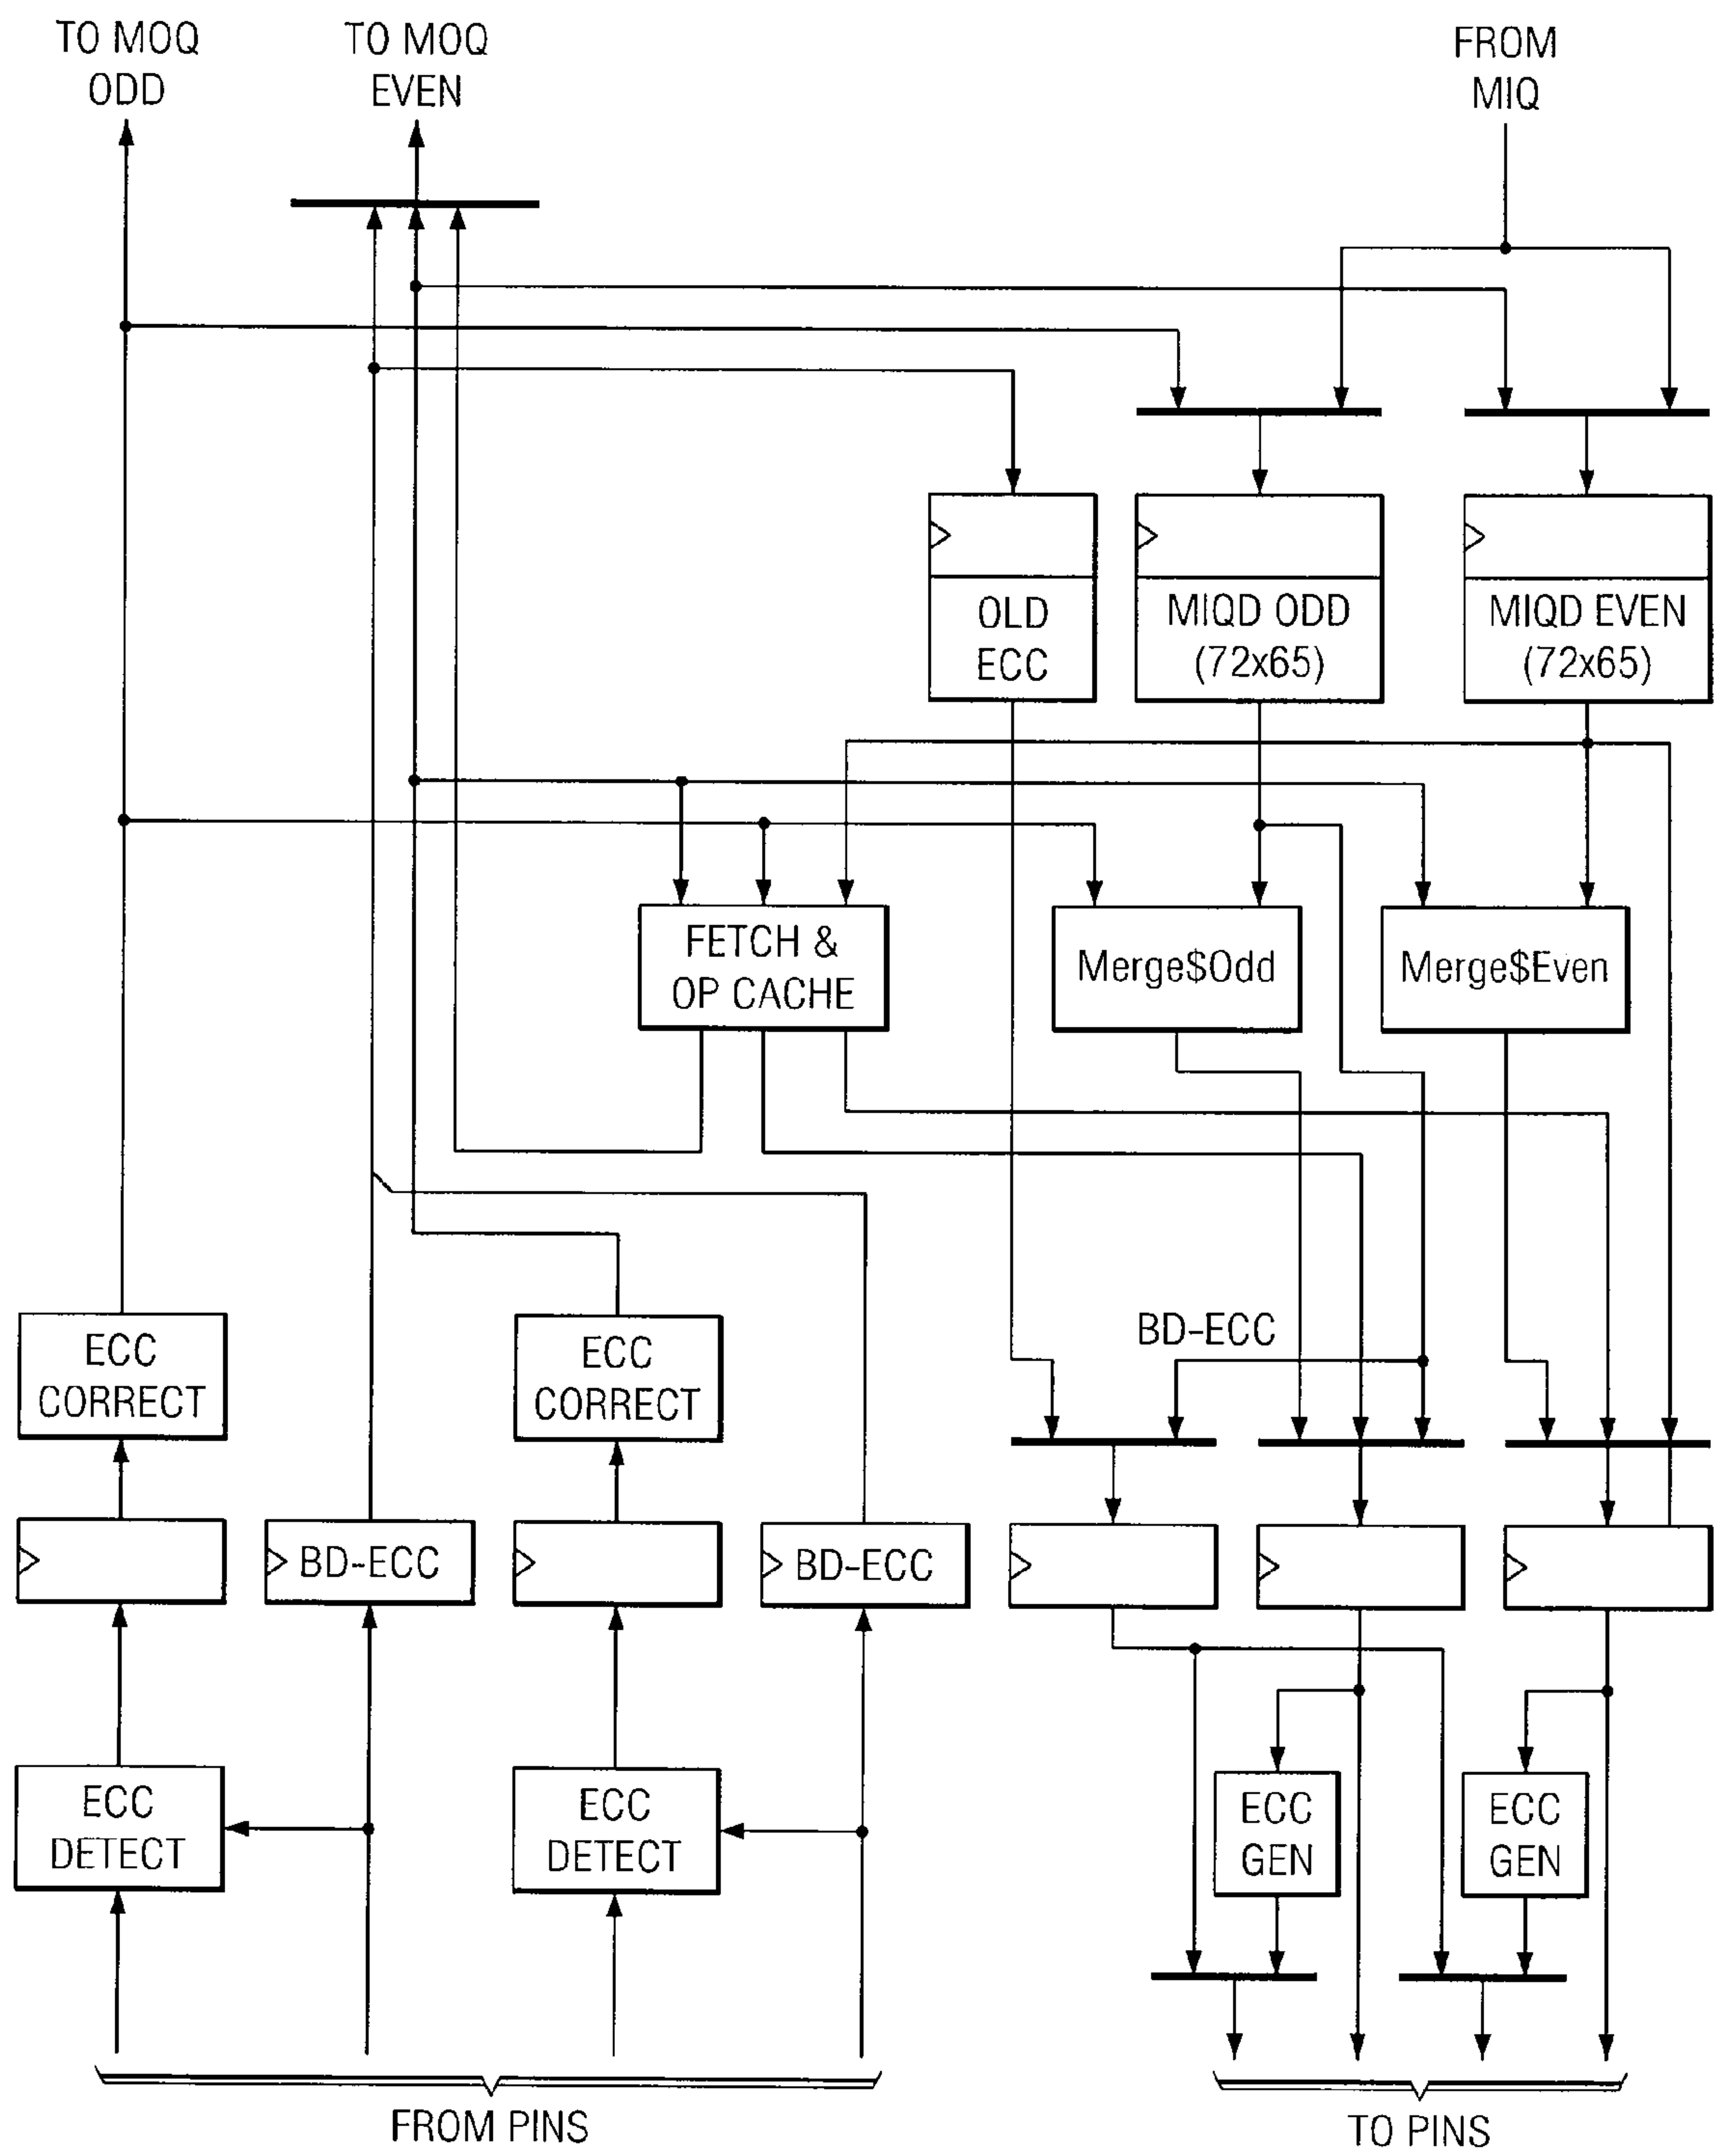 TO MOQ
ODD
TO MOQ
EVEN
FROM
MIQ
OLD
ECC
MIQD ODD
(72x65)
MIQD EVEN
(72x65)
FETCH &
OP CACHE
Merge$Odd
Merge$Even
ECC
CORRECT
ECC
CORRECT
BD-ECC
BD-ECC
BD-ECC
ECC
DETECT
ECC
DETECT
ECC
GEN
ECC
GEN
FROM PINS
TO PINS